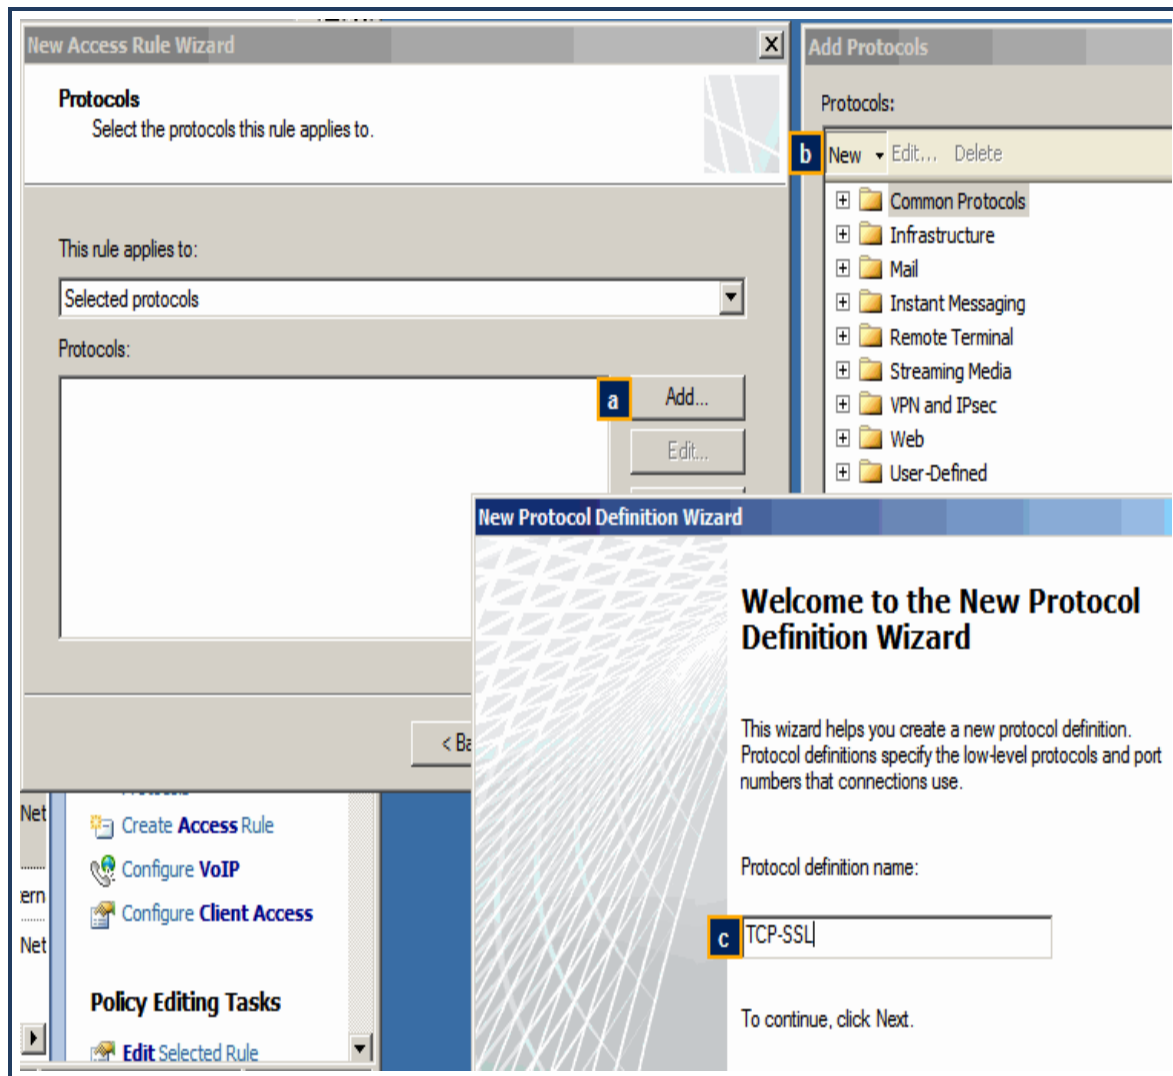 New Access Rule Wizard
Protocols
Select the protocols this rule applies to.
This rule applies to:
Selected protocols
Protocols:
a
Add...
Edit...
< Ba
Add Protocols
Protocols:
b
New
Edit...
Delete
Common Protocols
Infrastructure
Mail
Instant Messaging
Remote Terminal
Streaming Media
VPN and IPsec
Web
User-Defined
New Protocol Definition Wizard
Welcome to the New Protocol
Definition Wizard
This wizard helps you create a new protocol definition.
Protocol definitions specify the low-level protocols and port
numbers that connections use.
Protocol definition name:
c
TCP-SSL
To continue, click Next.
Net
ern
Net
Create Access Rule
Configure VoIP
Configure Client Access
Policy Editing Tasks
Edit Selected Rule